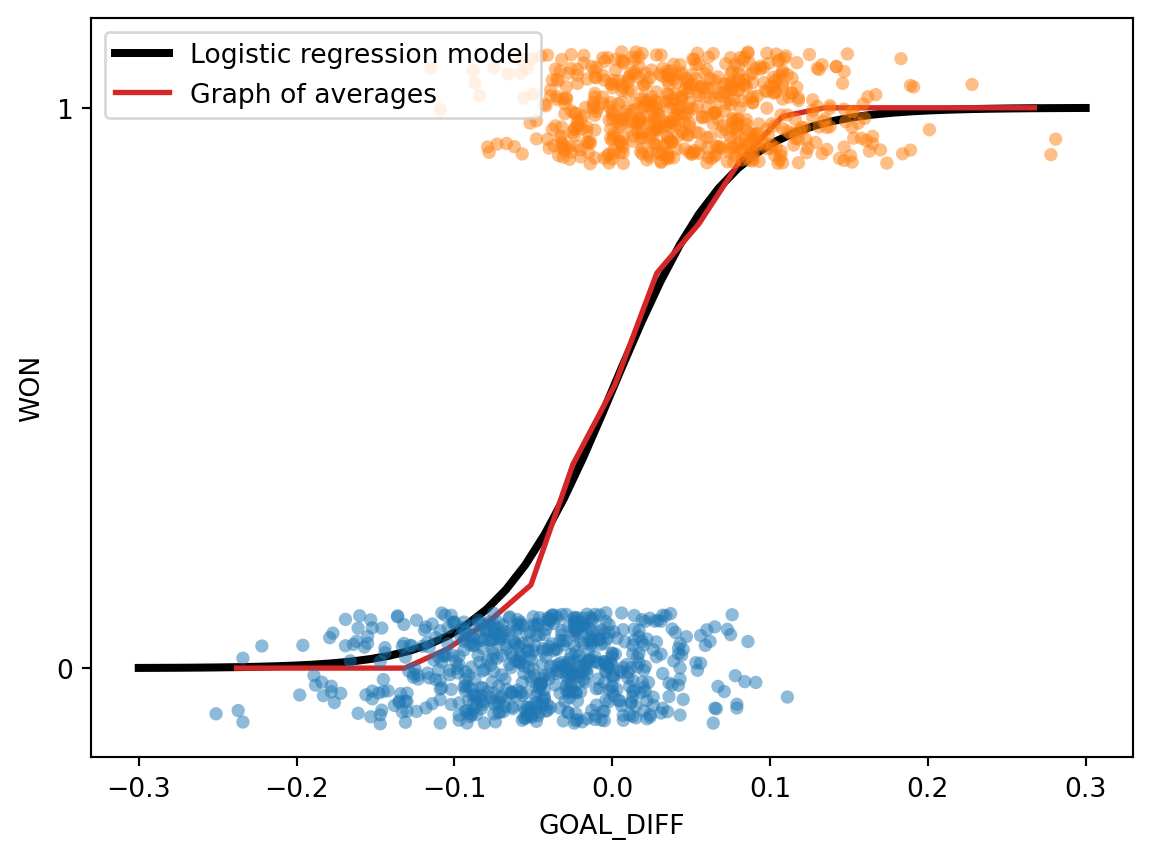 Logistic regression model
Graph of averages
1
0
WON
−0.3 −0.2 −0.1 0.0 0.1 0.2 0.3
GOAL_DIFF